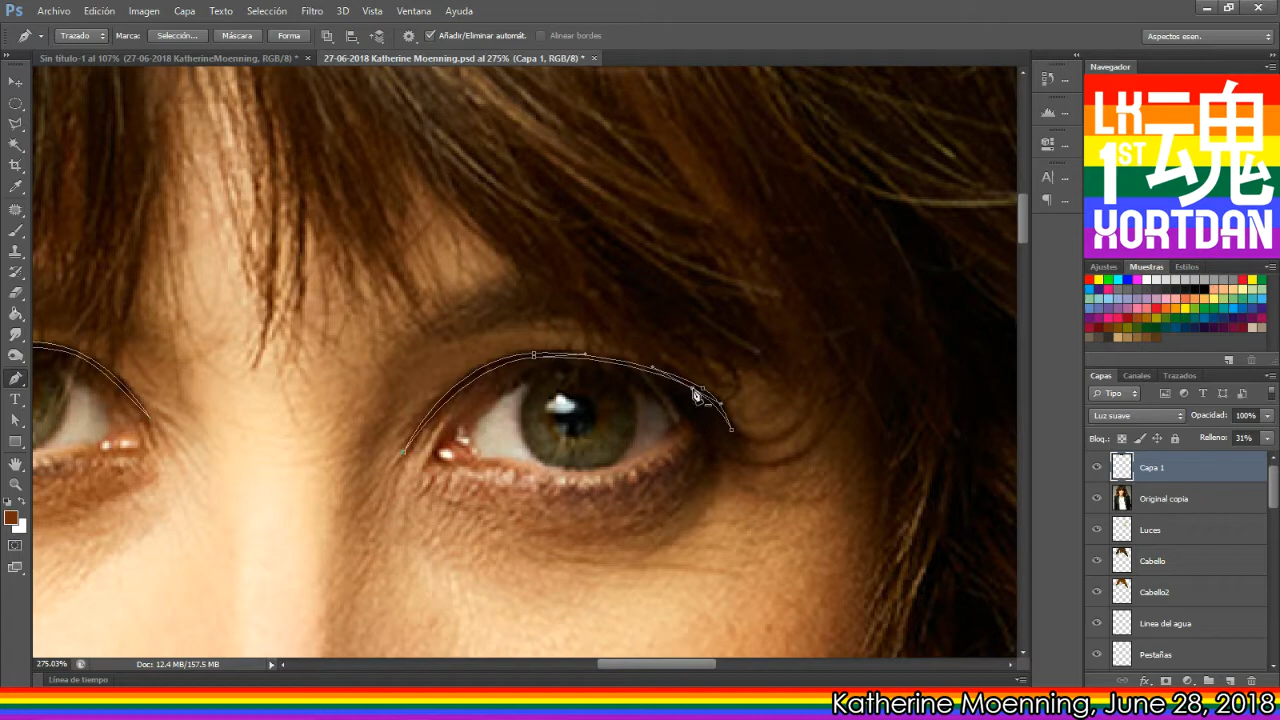 Ps Archivo Edición Imagen Capa Texto Selección Filtro 3D Vista Ventana Ayuda
Trazado Marca: Selección... Máscara Forma Añadir/Eliminar automát. Alinear bordes Aspectos esen.
Sin título-1 al 107% (27-06-2018 KatherineMoenning, RGB/8) * × 27-06-2018 Katherine Moenning.psd al 275% (Capa 1, RGB/8) * ×
Navegador
LK
1ST
魂
XORTDAN
Ajustes Muestras Estilos
Capas Canales Trazados
Tipo
Luz suave Opacidad: 100%
Bloq.: Relleno: 31%
Capa 1
Original copia
Luces
Cabello
Cabello2
Linea del agua
Pestañas
275.03% Doc: 12.4 MB/157.5 MB
Línea de tiempo
Katherine Moenning, June 28, 2018